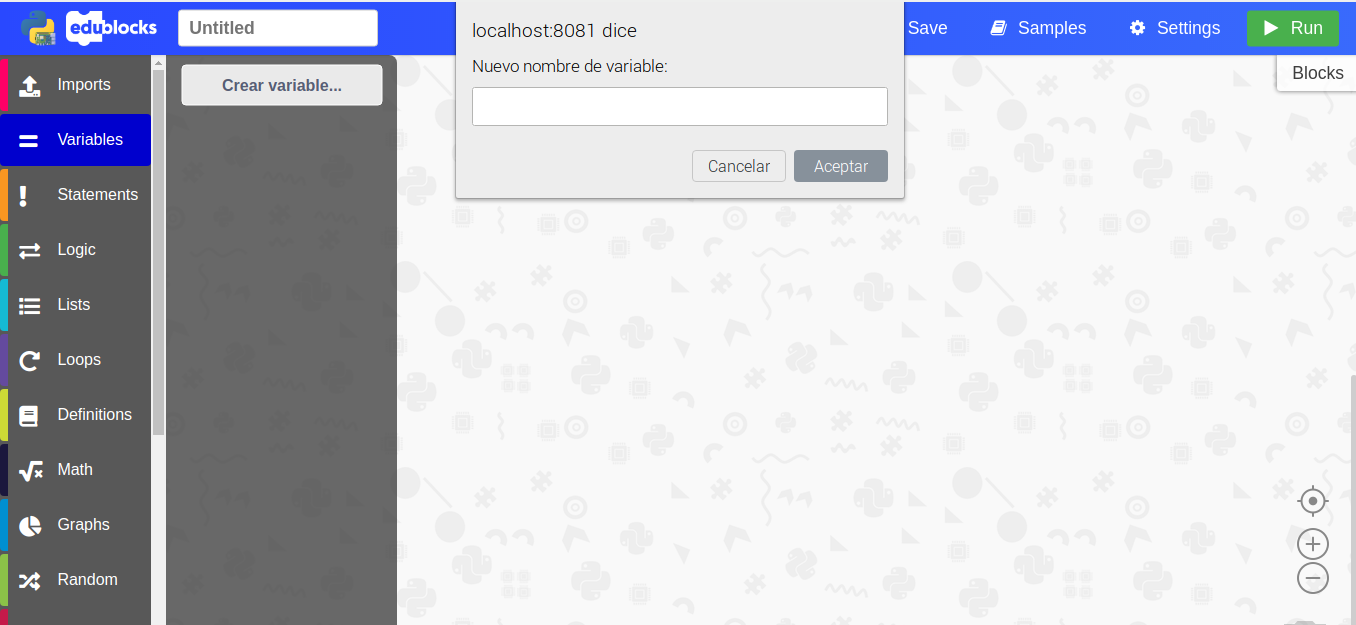 edublocks
Untitled
localhost:8081 dice
Nuevo nombre de variable:
Cancelar
Aceptar
Save
Samples
Settings
Run
Blocks
Imports
Variables
Statements
Logic
Lists
Loops
Definitions
Math
Graphs
Random
Crear variable...